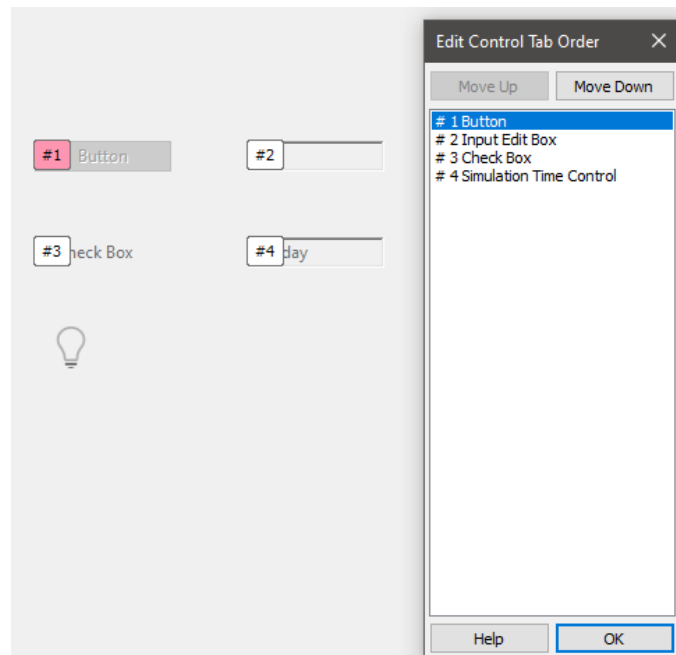 Edit Control Tab Order
Move Up Move Down
# 1 Button
# 2 Input Edit Box
# 3 Check Box
# 4 Simulation Time Control
#1 Button #2
#3 heck Box #4 day
Help OK